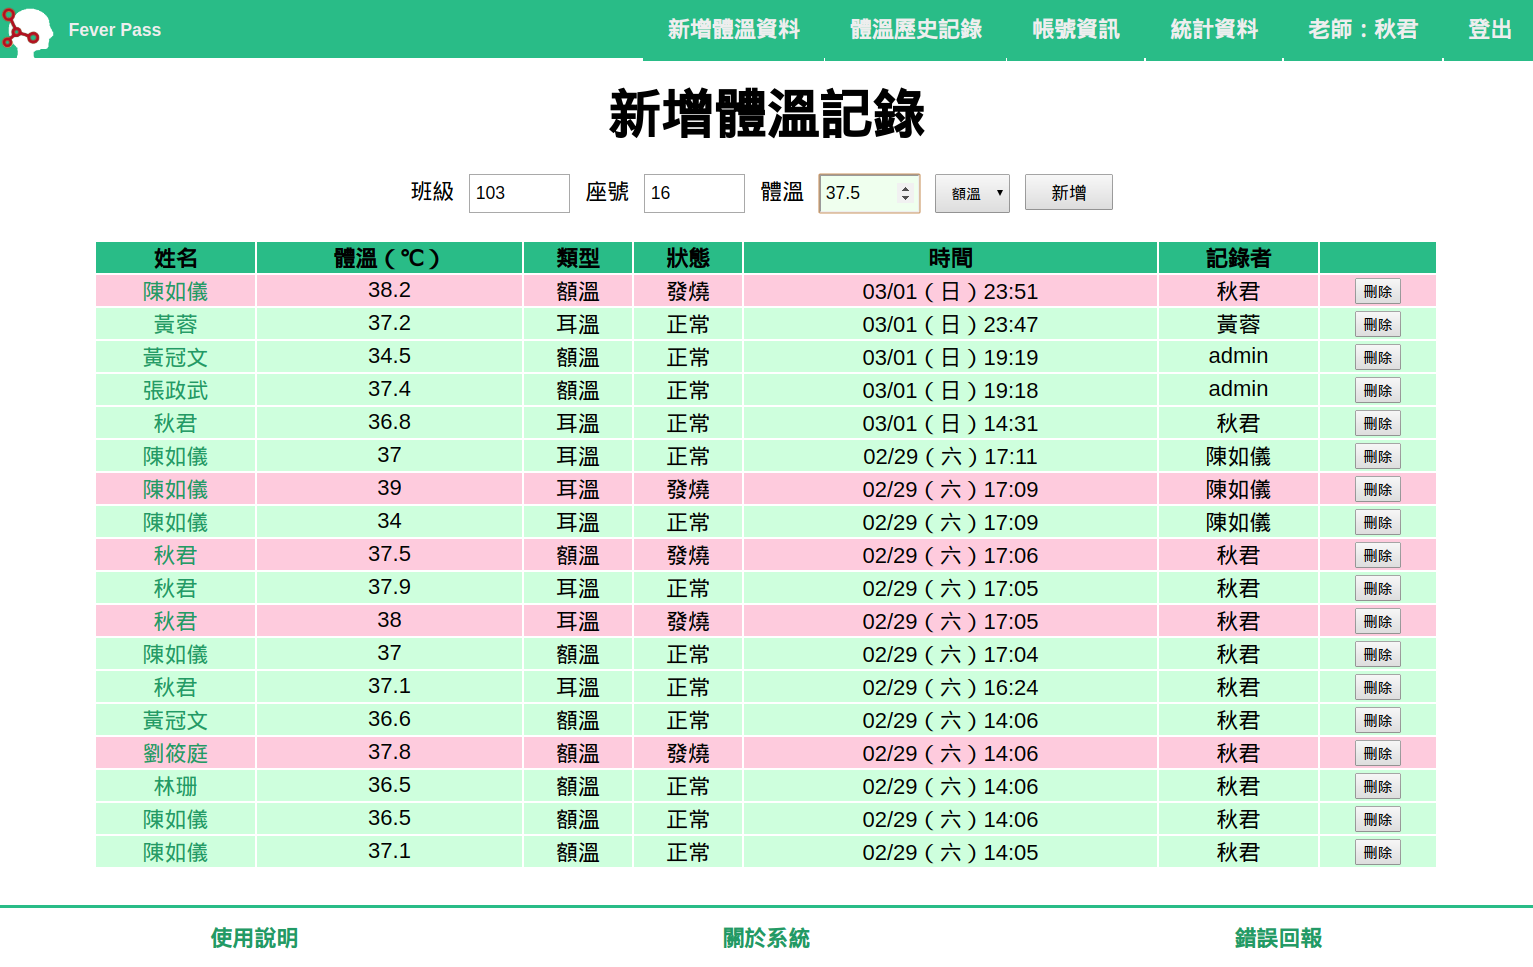 Fever Pass 新增體溫資料 體溫歷史記錄 帳號資訊 統計資料 老師：秋君 登出
新增體溫記錄
班級 103 座號 16 體溫 37.5 額溫 新增
姓名 體溫（℃） 類型 狀態 時間 記錄者
陳如儀 38.2 額溫 發燒 03/01（日）23:51 秋君 刪除
黃蓉 37.2 耳溫 正常 03/01（日）23:47 黃蓉 刪除
黃冠文 34.5 額溫 正常 03/01（日）19:19 admin 刪除
張政武 37.4 額溫 正常 03/01（日）19:18 admin 刪除
秋君 36.8 耳溫 正常 03/01（日）14:31 秋君 刪除
陳如儀 37 耳溫 正常 02/29（六）17:11 陳如儀 刪除
陳如儀 39 耳溫 發燒 02/29（六）17:09 陳如儀 刪除
陳如儀 34 耳溫 正常 02/29（六）17:09 陳如儀 刪除
秋君 37.5 額溫 發燒 02/29（六）17:06 秋君 刪除
秋君 37.9 耳溫 正常 02/29（六）17:05 秋君 刪除
秋君 38 耳溫 發燒 02/29（六）17:05 秋君 刪除
陳如儀 37 額溫 正常 02/29（六）17:04 秋君 刪除
秋君 37.1 耳溫 正常 02/29（六）16:24 秋君 刪除
黃冠文 36.6 額溫 正常 02/29（六）14:06 秋君 刪除
劉筱庭 37.8 額溫 發燒 02/29（六）14:06 秋君 刪除
林珊 36.5 額溫 正常 02/29（六）14:06 秋君 刪除
陳如儀 36.5 額溫 正常 02/29（六）14:06 秋君 刪除
陳如儀 37.1 額溫 正常 02/29（六）14:05 秋君 刪除
使用說明 關於系統 錯誤回報